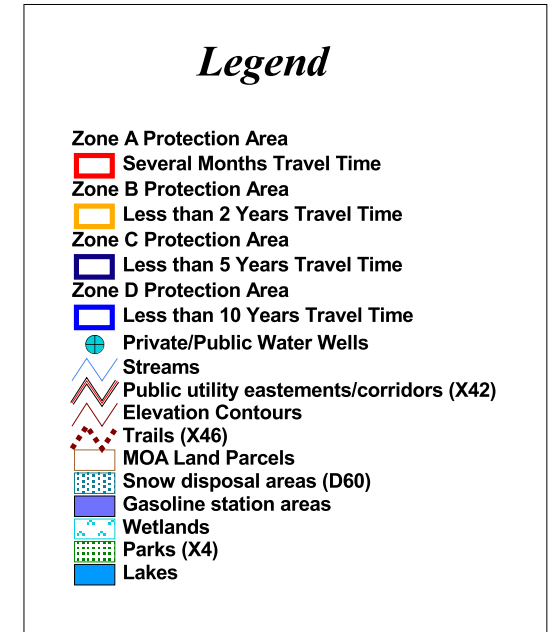 Legend
Zone A Protection Area
Several Months Travel Time
Zone B Protection Area
Less than 2 Years Travel Time
Zone C Protection Area
Less than 5 Years Travel Time
Zone D Protection Area
Less than 10 Years Travel Time
Private/Public Water Wells
Streams
Public utility eastements/corridors (X42)
Elevation Contours
Trails (X46)
MOA Land Parcels
Snow disposal areas (D60)
Gasoline station areas
Wetlands
Parks (X4)
Lakes